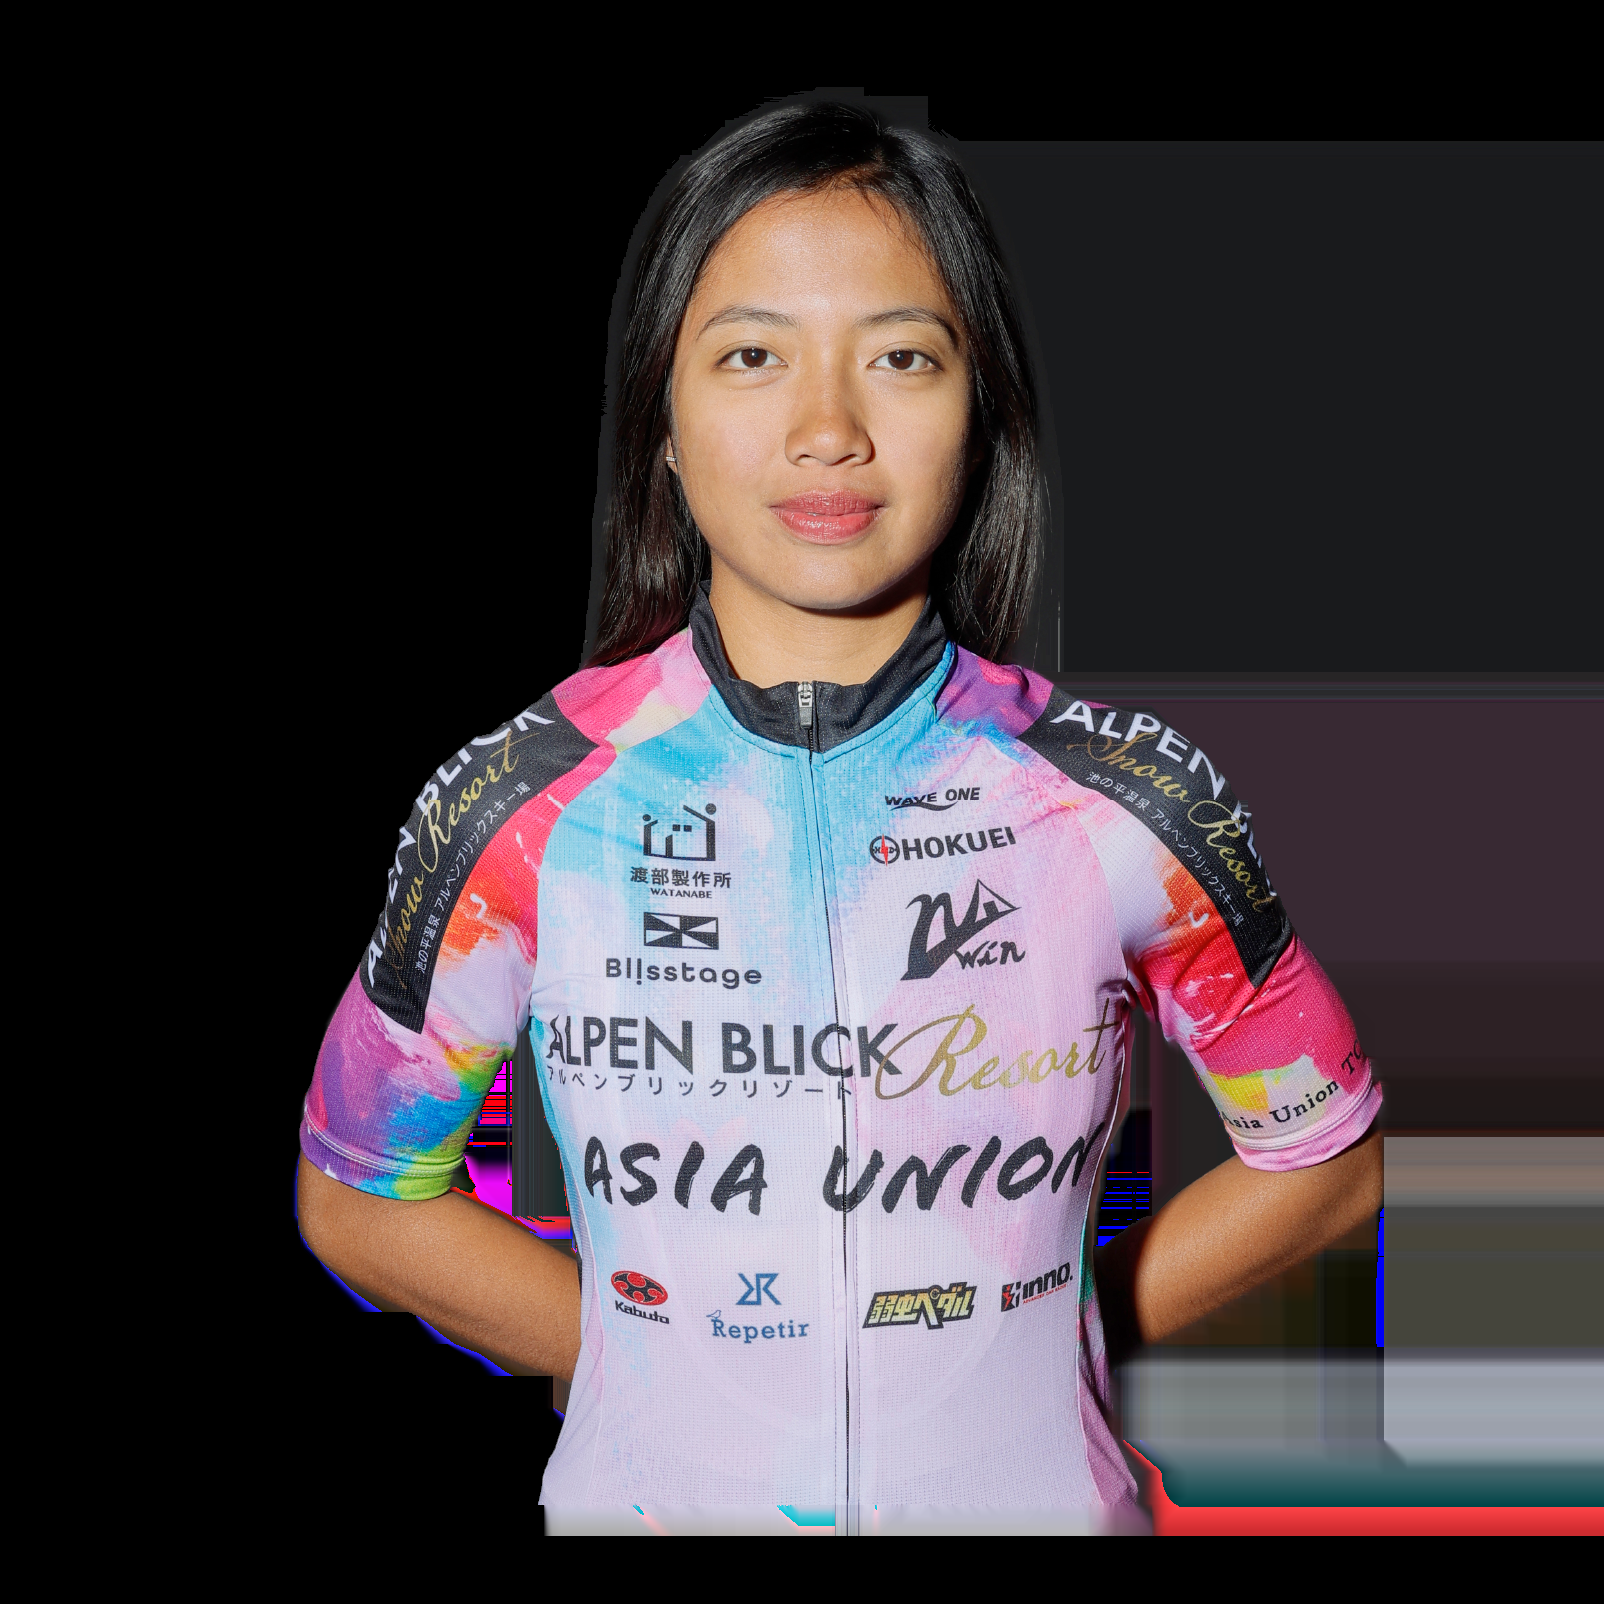 ALPEN BLICK
Snow Resort
池の平温泉 アルペンブリックスキー場
ALPEN BL
Snow Resort
池の平温泉 アルペンブリックスキー場
WAVE ONE
HOKUEI
渡部製作所
WATANABE
win
Bl!sstage
ALPEN BLICK Resort
アルペンブリックリゾート
Asia Union TO
ASIA UNION
Kabuto
Repetir
弱虫ペダル
inno.